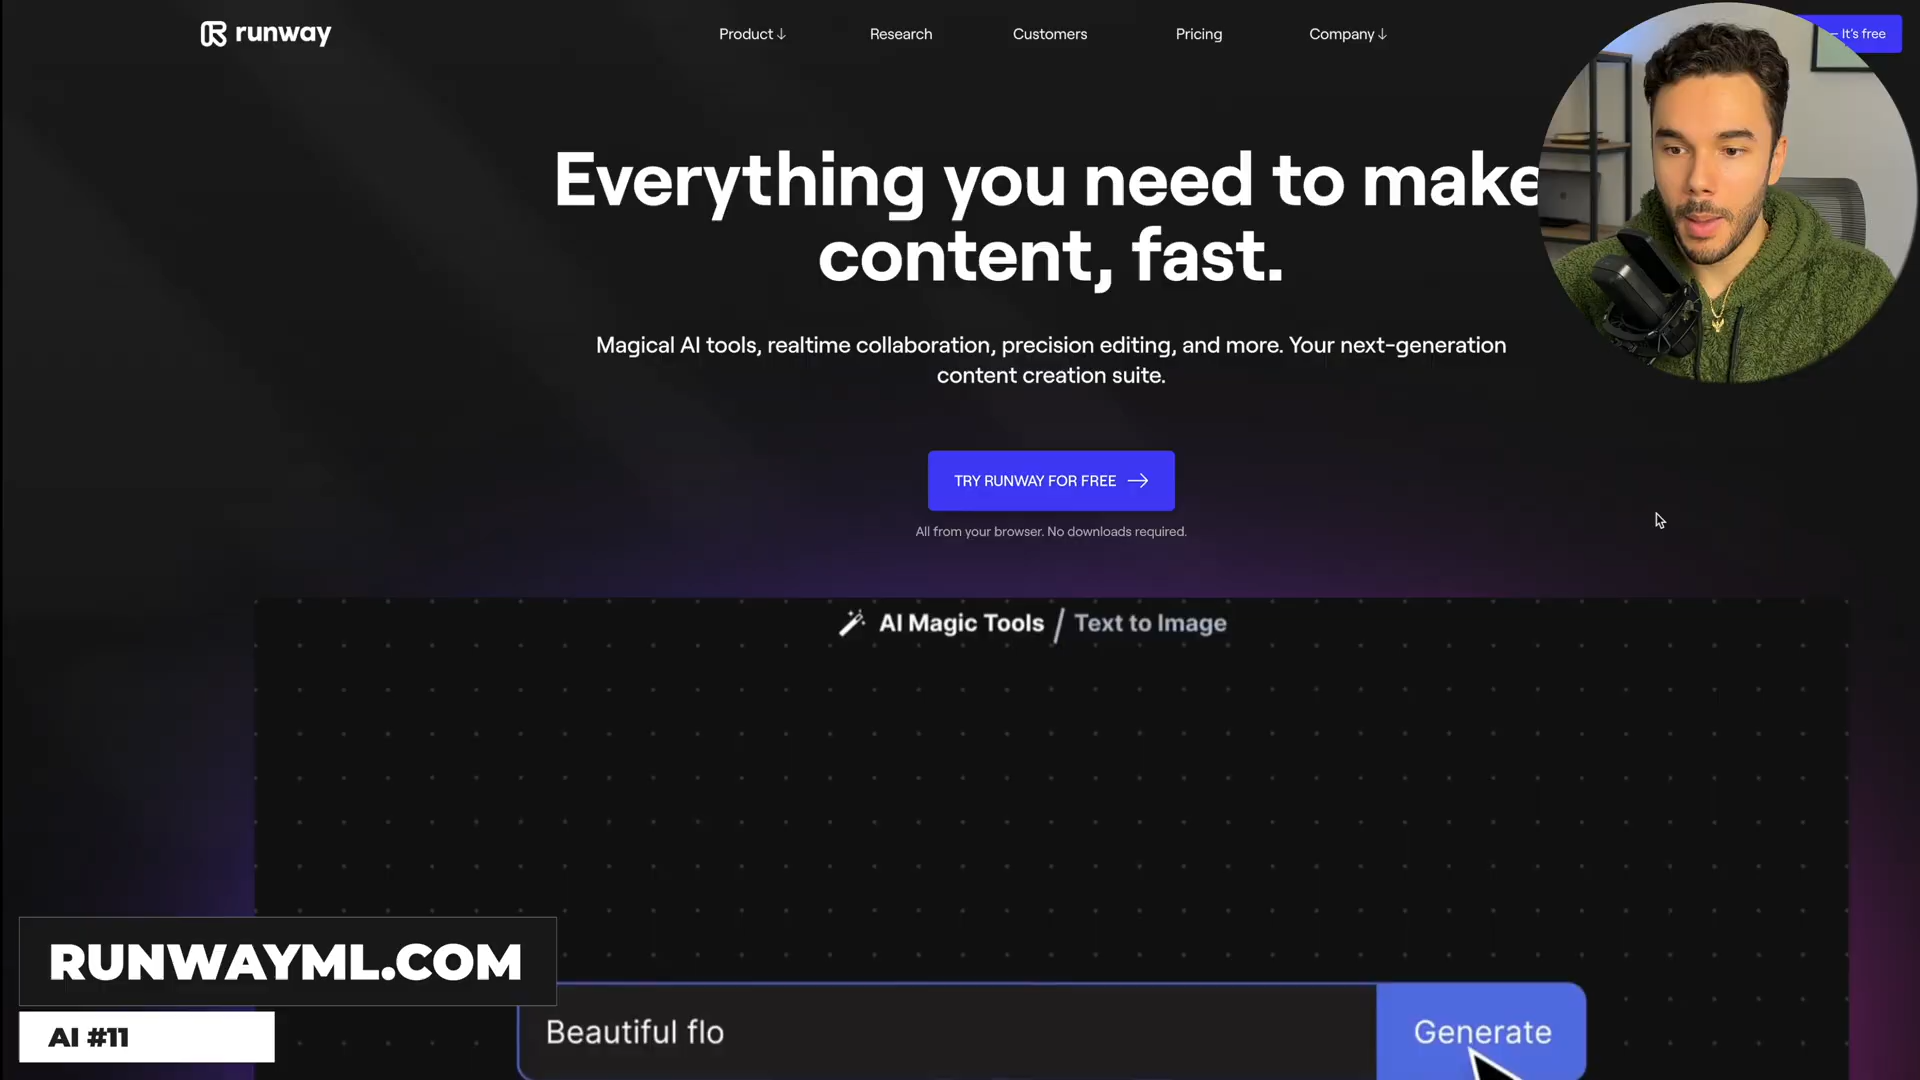 runway
Product ↓
Research
Customers
Pricing
Company ↓
– It's free
Everything you need to make
content, fast.
Magical AI tools, realtime collaboration, precision editing, and more. Your next-generation
content creation suite.
TRY RUNWAY FOR FREE →
All from your browser. No downloads required.
AI Magic Tools / Text to Image
RUNWAYML.COM
AI #11
Beautiful flo
Generate